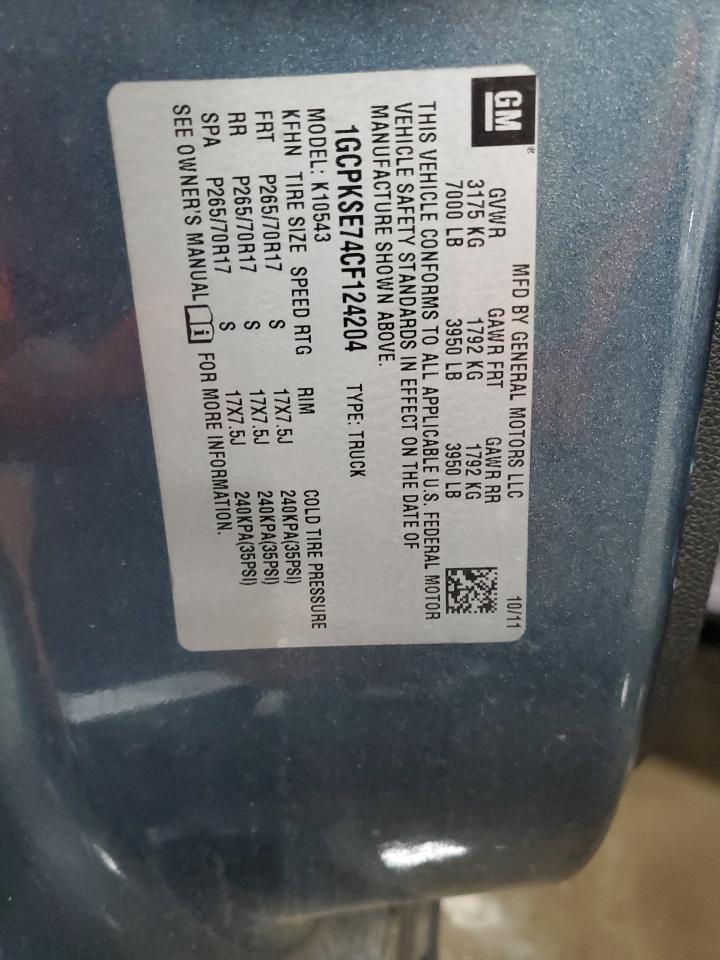 GM®
MFD BY GENERAL MOTORS LLC 10/11
GVWR GAWR FRT GAWR RR
3175 KG 1792 KG 1792 KG
7000 LB 3950 LB 3950 LB
THIS VEHICLE CONFORMS TO ALL APPLICABLE U.S. FEDERAL MOTOR
VEHICLE SAFETY STANDARDS IN EFFECT ON THE DATE OF
MANUFACTURE SHOWN ABOVE.
1GCPKSE74CF124204 TYPE: TRUCK
MODEL: K10543
KFHN TIRE SIZE SPEED RTG RIM COLD TIRE PRESSURE
FRT P265/70R17 S 17X7.5J 240KPA(35PSI)
RR P265/70R17 S 17X7.5J 240KPA(35PSI)
SPA P265/70R17 S 17X7.5J 240KPA(35PSI)
SEE OWNER'S MANUAL i FOR MORE INFORMATION.